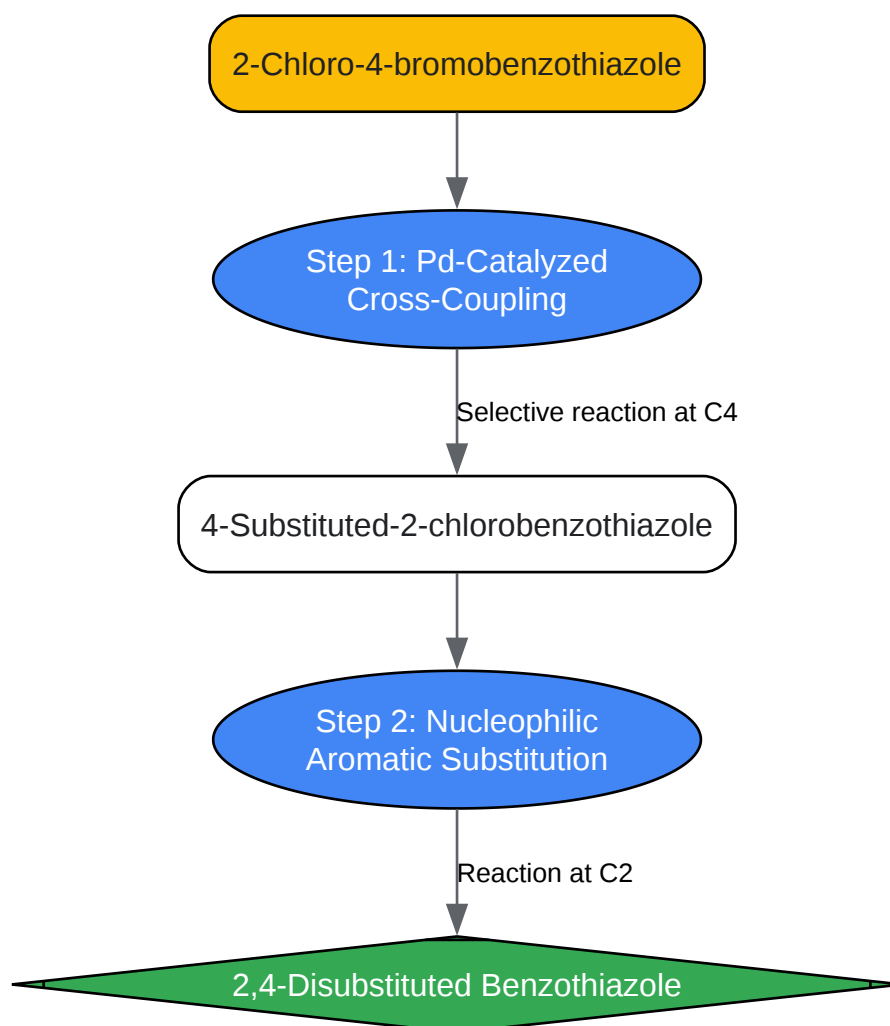 2-Chloro-4-bromobenzothiazole
Step 1: Pd-Catalyzed
Cross-Coupling
Selective reaction at C4
4-Substituted-2-chlorobenzothiazole
Step 2: Nucleophilic
Aromatic Substitution
Reaction at C2
2,4-Disubstituted Benzothiazole